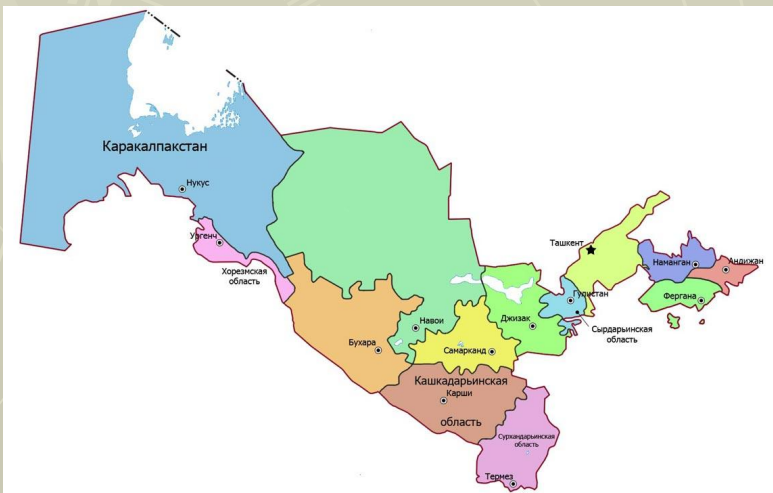 Каракалпакстан
Нукус
Ургенч
Хорезмская
область
Ташкент
Наманган
Андижан
Фергана
Гулистан
Сырдарьинская
область
Джизак
Навои
Бухара
Самарканд
Кашкадарьинская
Карши
область
Сурхандарьинская
область
Термез